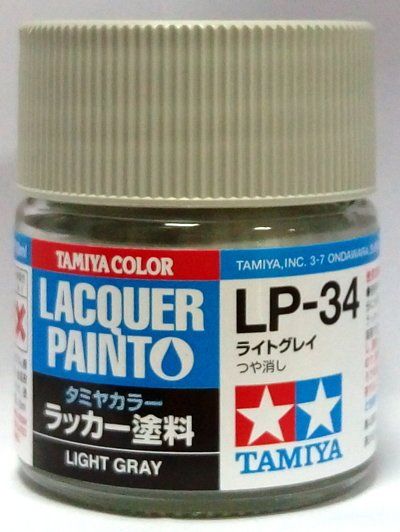 TAMIYA COLOR
LACQUER
PAINT
タミヤカラー
ラッカー塗料
LIGHT GRAY
TAMIYA, INC. 3-7 ONDAWARA,
LP-34
ライトグレイ
つや消し
TAMIYA